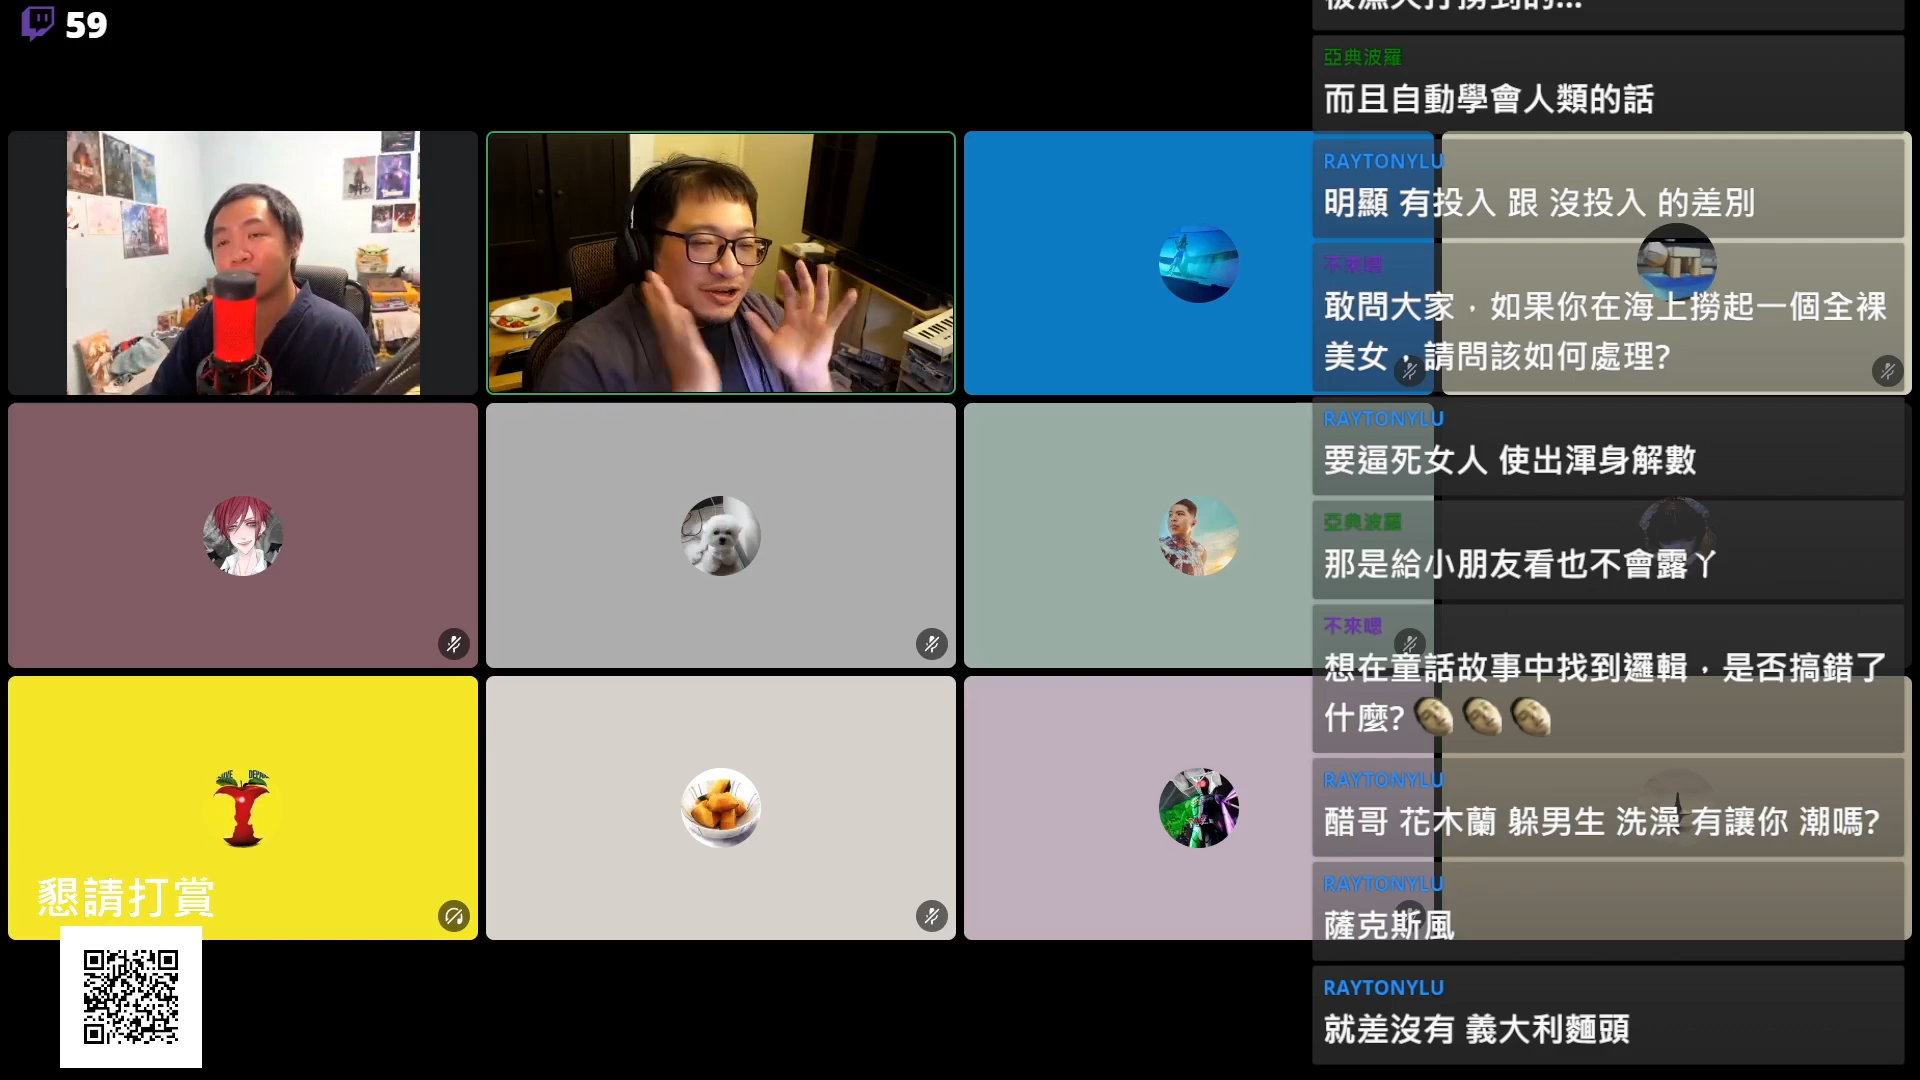 59
亞典波羅
而且自動學會人類的話
RAYTONYLU
明顯 有投入 跟 沒投入 的差別
敢問大家，如果你在海上撈起一個全裸
美女，請問該如何處理?
RAYTONYLU
要逼死女人 使出渾身解數
亞典波羅
那是給小朋友看也不會露ㄚ
不來嗯
想在童話故事中找到邏輯，是否搞錯了
什麼?
RAYTONYLU
醋哥 花木蘭 躲男生 洗澡 有讓你 潮嗎?
RAYTONYLU
薩克斯風
RAYTONYLU
就差沒有 義大利麵頭
懇請打賞